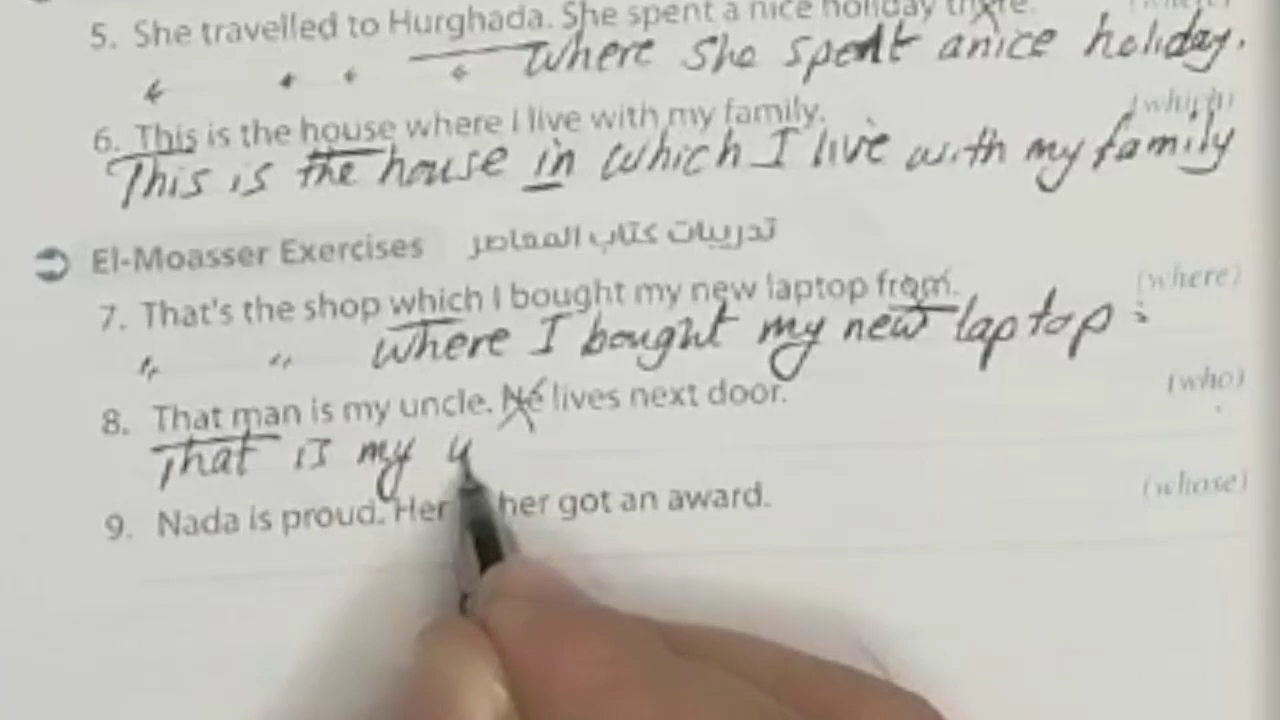 5. She travelled to Hurghada. She spent a nice holiday there.
where she spent a nice holiday.
6. This is the house where I live with my family. (which)
This is the house in which I live with my family
El-Moasser Exercises تدريبات كتاب المعاصر
7. That's the shop which I bought my new laptop from. (where)
" " where I bought my new laptop.
8. That man is my uncle. He lives next door. (who)
That is my u
9. Nada is proud. Her her got an award. (whose)